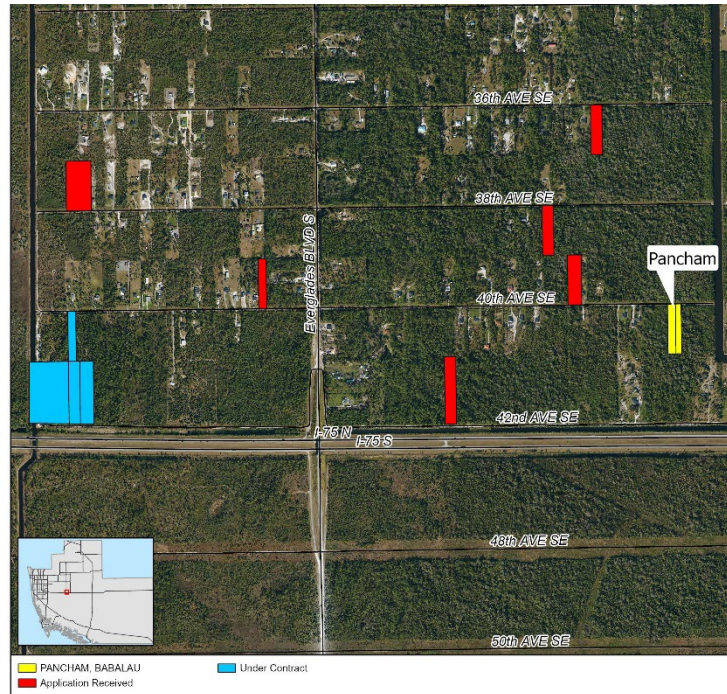 36th AVE SE
38th AVE SE
Everglades BLVD S
Pancham
40th AVE SE
42nd AVE SE
I-75 N
I-75 S
48th AVE SE
50th AVE SE
PANCHAM, BABALAU
Under Contract
Application Received